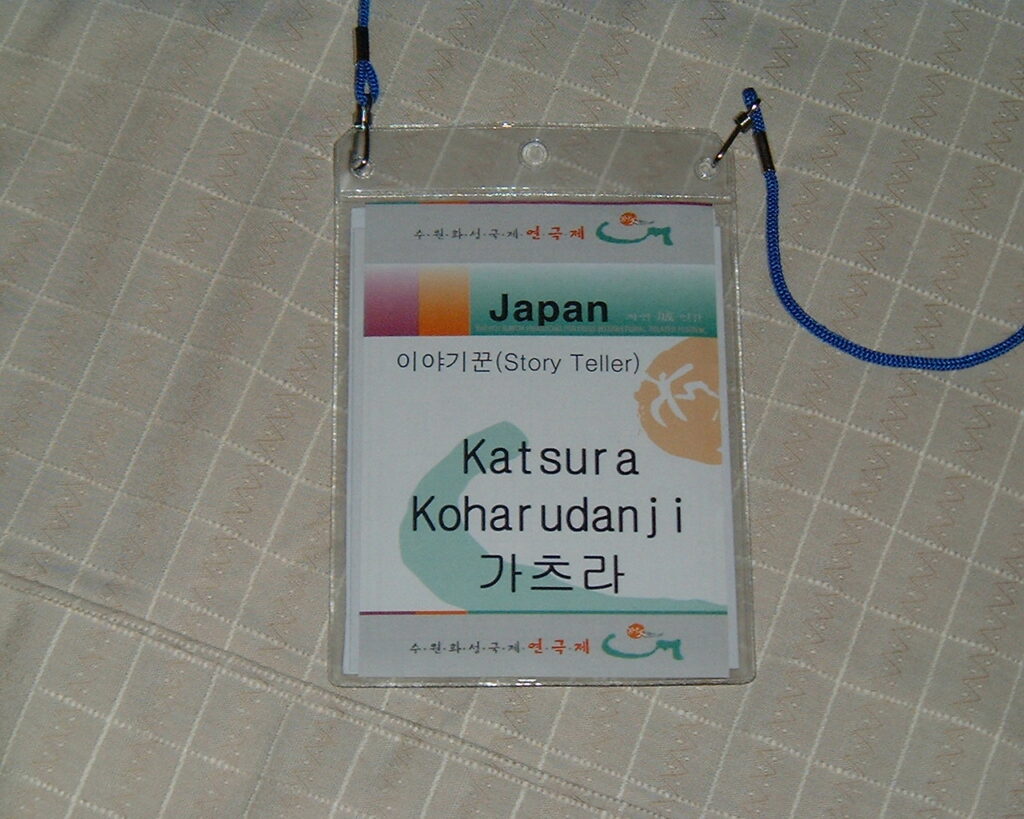 수·원·화·성·국·제·연·극·제
Japan
이야기꾼(Story Teller)
Katsura
Koharudanji
가츠라
수·원·화·성·국·제·연·극·제